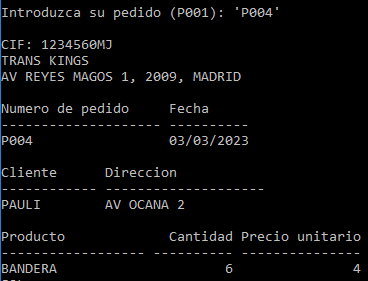 Introduzca su pedido (P001): 'P004'
CIF: 1234560MJ
TRANS KINGS
AV REYES MAGOS 1, 2009, MADRID
Numero de pedido Fecha
-------------------- ----------
P004 03/03/2023
Cliente Direccion
------------ --------------------
PAULI AV OCANA 2
Producto Cantidad Precio unitario
------------------ ---------- ---------------
BANDERA 6 4